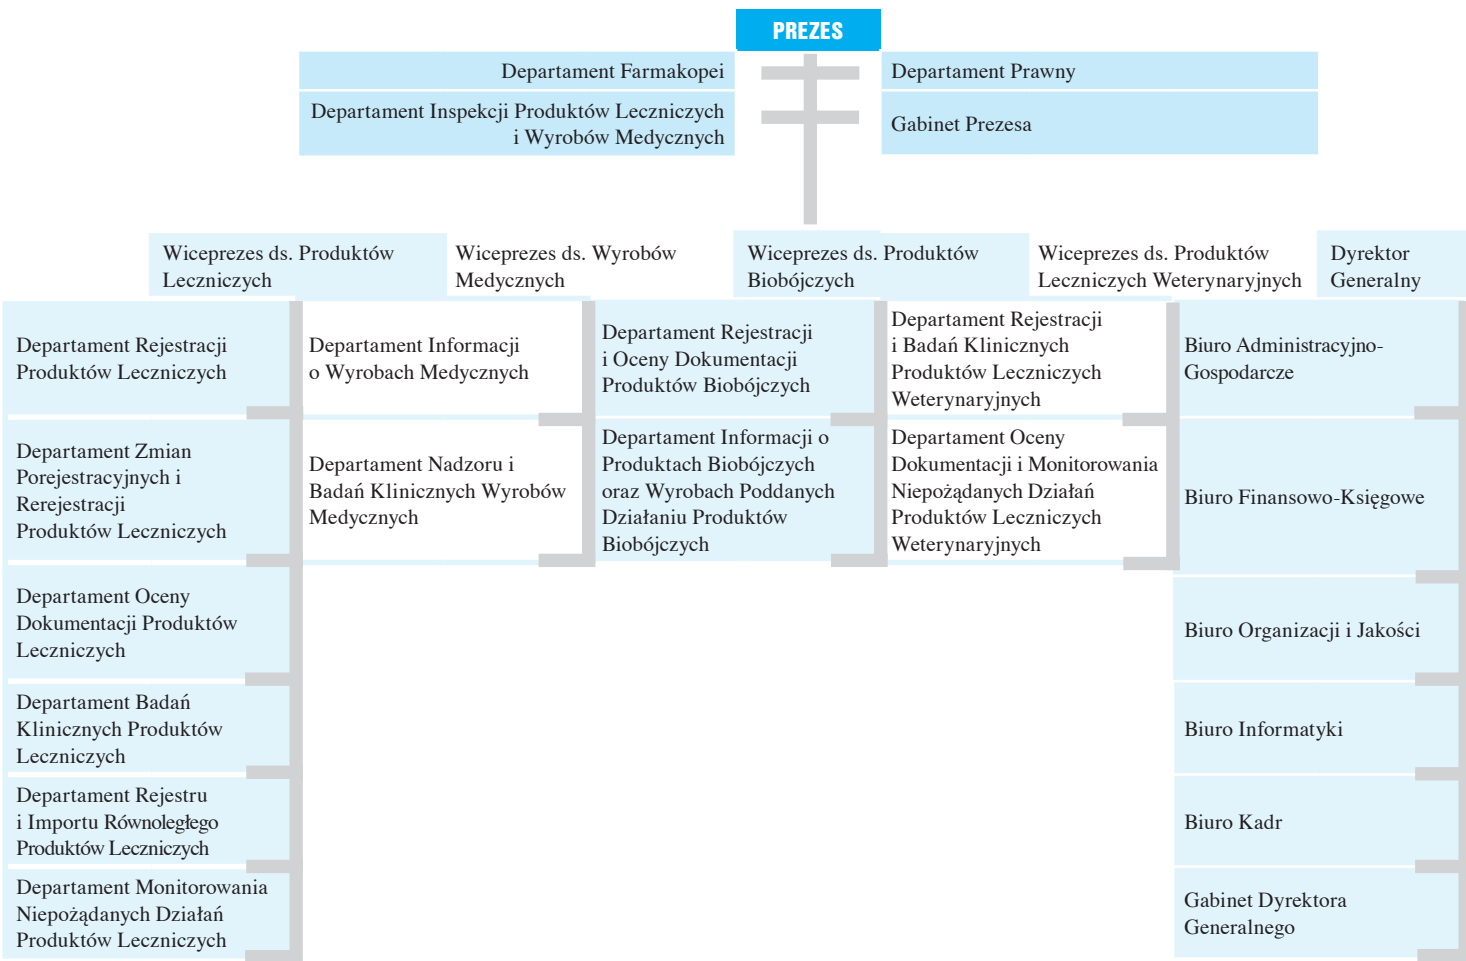 PREZES
Departament Farmakopei
Departament Prawny
Departament Inspekcji Produktów Leczniczych
i Wyrobów Medycznych
Gabinet Prezesa
Wiceprezes ds. Produktów
Leczniczych
Wiceprezes ds. Wyrobów
Medycznych
Wiceprezes ds. Produktów
Biobójczych
Wiceprezes ds. Produktów
Leczniczych Weterynaryjnych
Dyrektor
Generalny
Departament Rejestracji
Produktów Leczniczych
Departament Zmian
Porejestracyjnych i
Rerejestracji
Produktów Leczniczych
Departament Oceny
Dokumentacji Produktów
Leczniczych
Departament Badań
Klinicznych Produktów
Leczniczych
Departament Rejestru
i Importu Równoległego
Produktów Leczniczych
Departament Monitorowania
Niepożądanych Działań
Produktów Leczniczych
Departament Informacji
o Wyrobach Medycznych
Departament Nadzoru i
Badań Klinicznych Wyrobów
Medycznych
Departament Rejestracji
i Oceny Dokumentacji
Produktów Biobójczych
Departament Informacji o
Produktach Biobójczych
oraz Wyrobach Poddanych
Działaniu Produktów
Biobójczych
Departament Rejestracji
i Badań Klinicznych
Produktów Leczniczych
Weterynaryjnych
Departament Oceny
Dokumentacji i Monitorowania
Niepożądanych Działań
Produktów Leczniczych
Weterynaryjnych
Biuro Administracyjno-
Gospodarcze
Biuro Finansowo-Księgowe
Biuro Organizacji i Jakości
Biuro Informatyki
Biuro Kadr
Gabinet Dyrektora
Generalnego